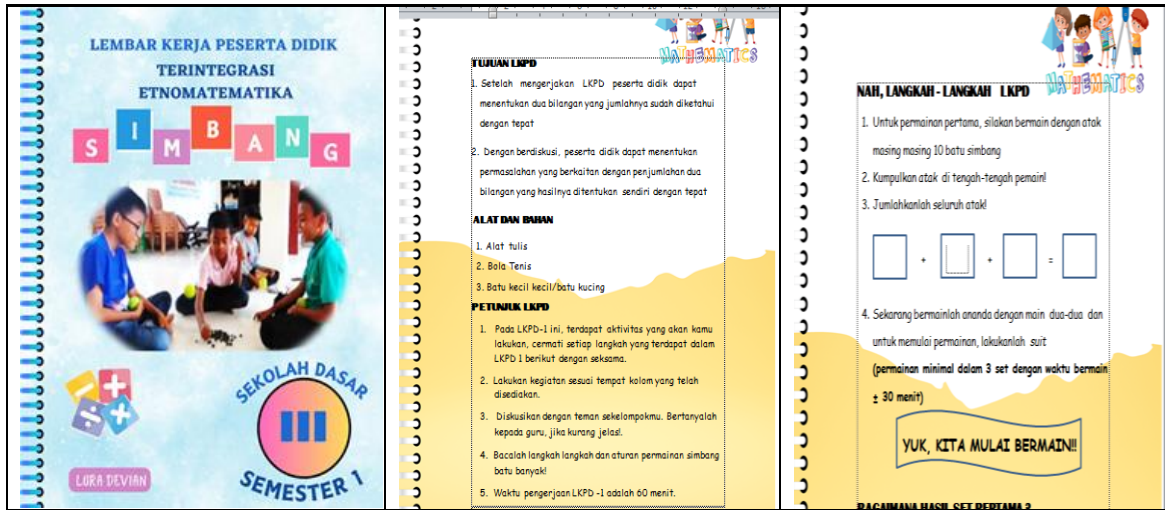 LEMBAR KERJA PESERTA DIDIK
TERINTEGRASI
ETNOMATEMATIKA
SIMBANG
SEKOLAH DASAR
III
SEMESTER 1
LURA DEVIAN
MATHEMATICS
TUJUAN LKPD
1. Setelah mengerjakan LKPD peserta didik dapat
menentukan dua bilangan yang jumlahnya sudah diketahui
dengan tepat
2. Dengan berdiskusi, peserta didik dapat menentukan
permasalahan yang berkaitan dengan penjumlahan dua
bilangan yang hasilnya ditentukan sendiri dengan tepat
ALAT DAN BAHAN
1. Alat tulis
2. Bola Tenis
3. Batu kecil kecil/batu kucing
PETUNJUK LKPD
1. Pada LKPD-1 ini, terdapat aktivitas yang akan kamu
lakukan, cermati setiap langkah yang terdapat dalam
LKPD 1 berikut dengan seksama.
2. Lakukan kegiatan sesuai tempat kolom yang telah
disediakan.
3. Diskusikan dengan teman sekelompokmu. Bertanyalah
kepada guru, jika kurang jelas!.
4. Bacalah langkah langkah dan aturan permainan simbang
batu banyak!
5. Waktu pengerjaan LKPD -1 adalah 60 menit.
MATHEMATICS
NAH, LANGKAH - LANGKAH LKPD
1. Untuk permainan pertama, silakan bermain dengan atak
masing masing 10 batu simbang
2. Kumpulkan atak di tengah-tengah pemain!
3. Jumlahkanlah seluruh atak!
+ + =
4. Sekarang bermainlah ananda dengan main dua-dua dan
untuk memulai permainan, lakukanlah suit
(permainan minimal dalam 3 set dengan waktu bermain
± 30 menit)
YUK, KITA MULAI BERMAIN!!
BAGAIMANA HASIL SET PERTAMA ?